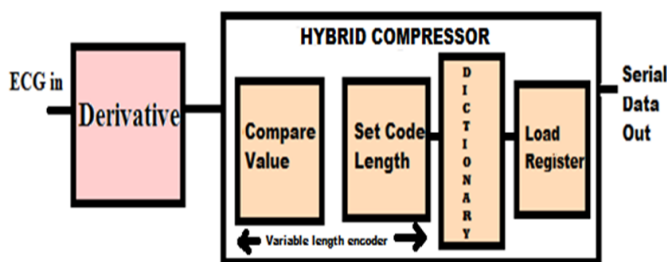 HYBRID COMPRESSOR
ECG in
Derivative
Compare
Value
Set Code
Length
DICTIONARY
Load
Register
Serial
Data
Out
Variable length encoder